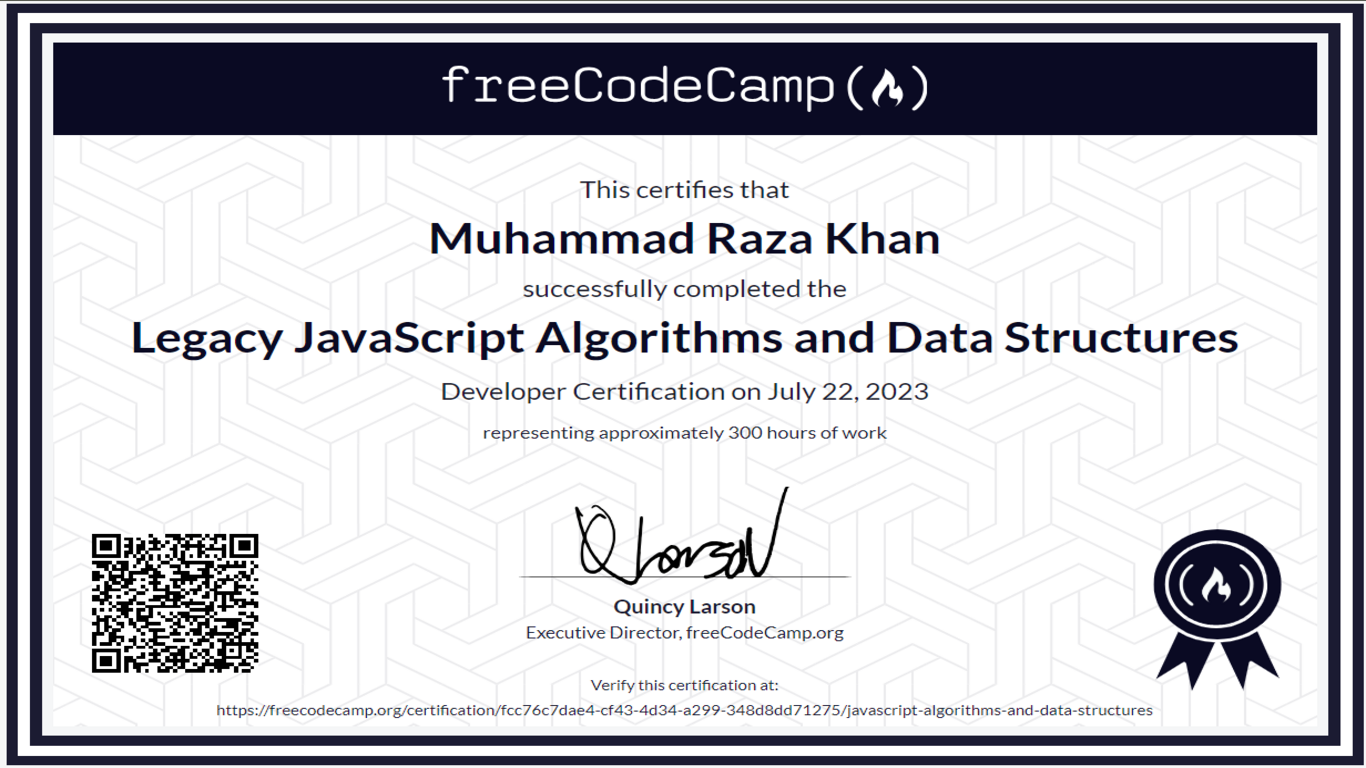 freeCodeCamp
This certifies that
Muhammad Raza Khan
successfully completed the
Legacy JavaScript Algorithms and Data Structures
Developer Certification on July 22, 2023
representing approximately 300 hours of work
Q Larson
Quincy Larson
Executive Director, freeCodeCamp.org
Verify this certification at:
https://freecodecamp.org/certification/fcc76c7dae4-cf43-4d34-a299-348d8dd71275/javascript-algorithms-and-data-structures